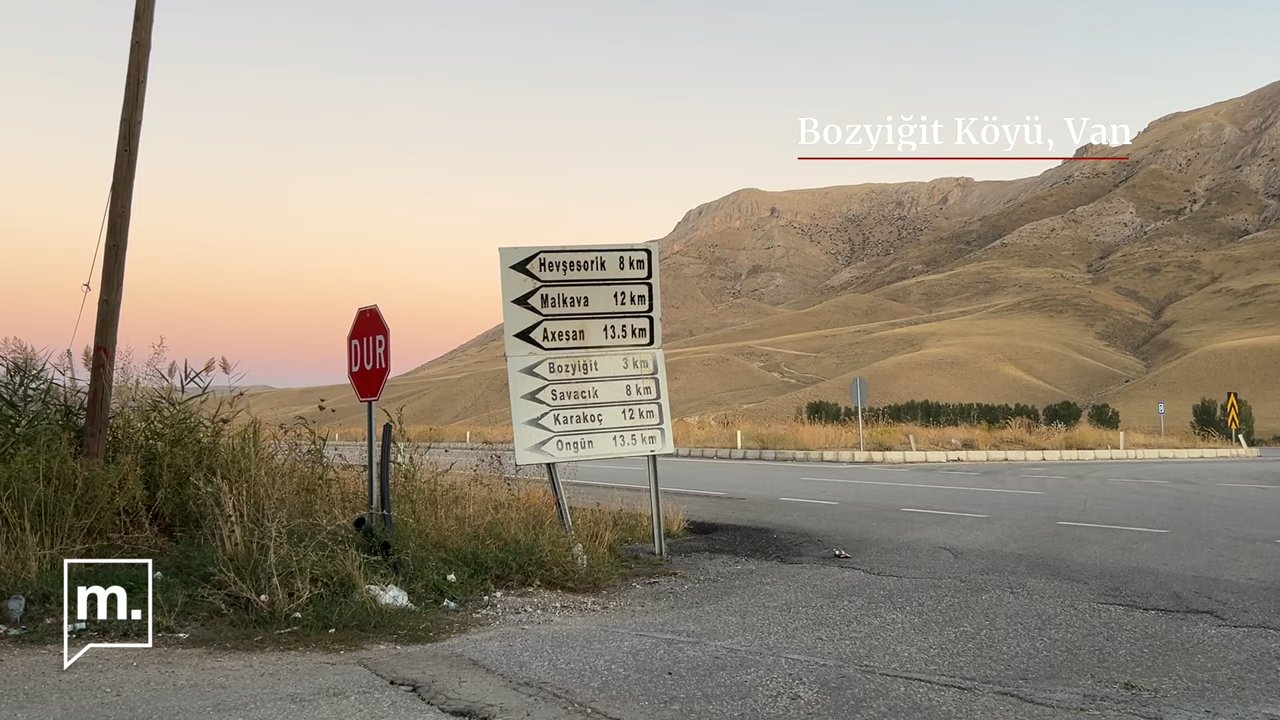 Bozyiğit Köyü, Van
Hevşesorik 8 km
Malkava 12 km
Axesan 13.5 km
Bozyiğit 3 km
Savacık 8 km
Karakoç 12 km
Ongün 13.5 km
DUR
m.